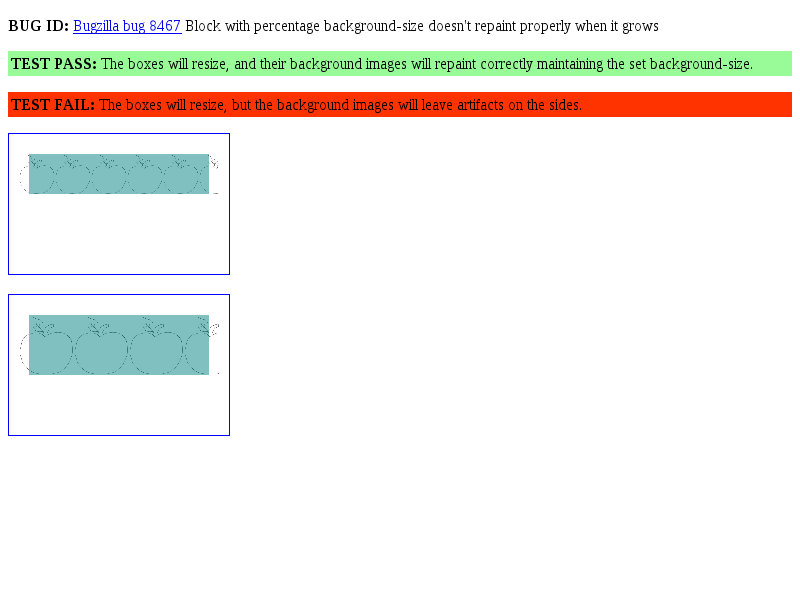 BUG ID: Bugzilla bug 8467 Block with percentage background-size doesn't repaint properly when it grows
TEST PASS: The boxes will resize, and their background images will repaint correctly maintaining the set background-size.
TEST FAIL: The boxes will resize, but the background images will leave artifacts on the sides.